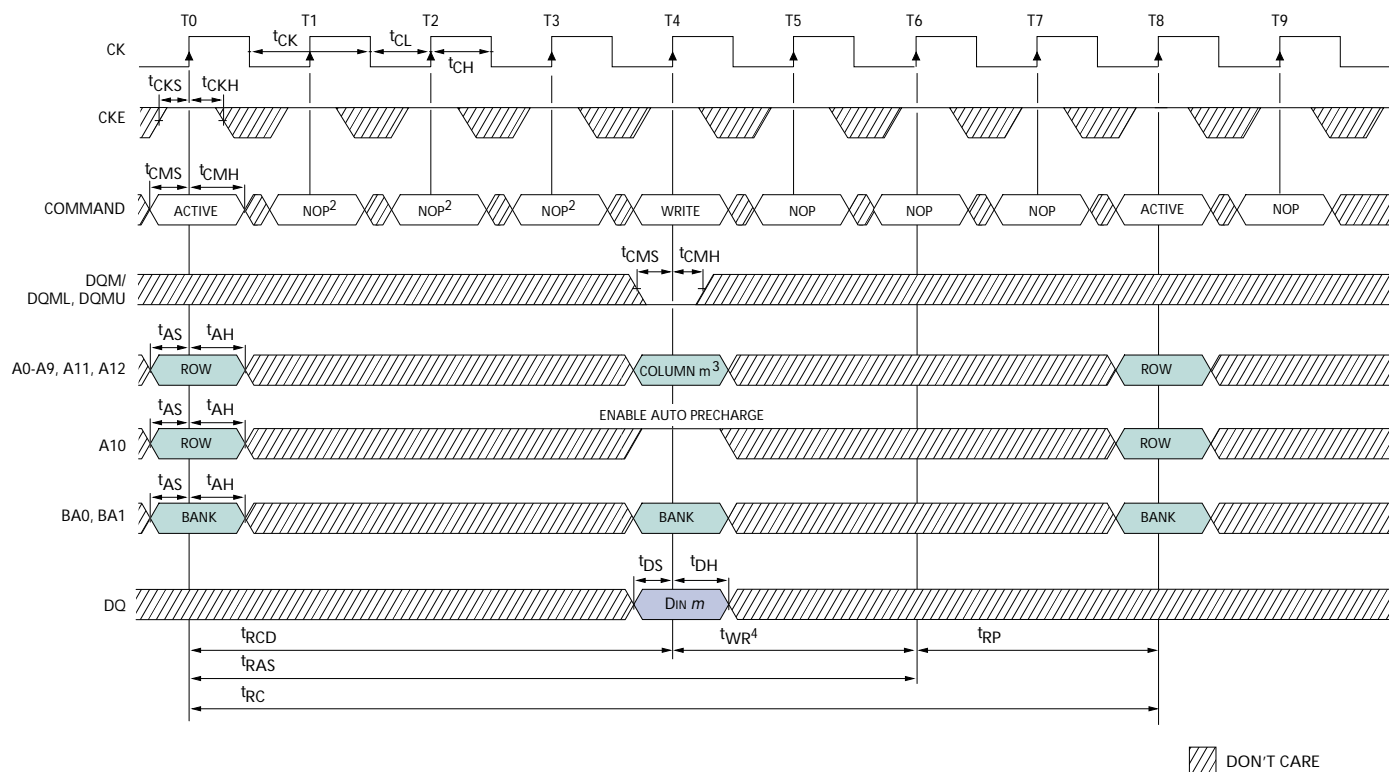 T0 T1 T2 T3 T4 T5 T6 T7 T8 T9
CK
tCK tCL tCH
tCKS tCKH
CKE
tCMS tCMH
COMMAND
ACTIVE NOP2 NOP2 NOP2 WRITE NOP NOP NOP ACTIVE NOP
tCMS tCMH
DQM/
DQML, DQMU
tAS tAH
A0-A9, A11, A12
ROW COLUMN m3 ROW
tAS tAH
ENABLE AUTO PRECHARGE
A10
ROW ROW
tAS tAH
BA0, BA1
BANK BANK BANK
tDS tDH
DQ
DIN m
tRCD tWR4 tRP
tRAS
tRC
DON'T CARE